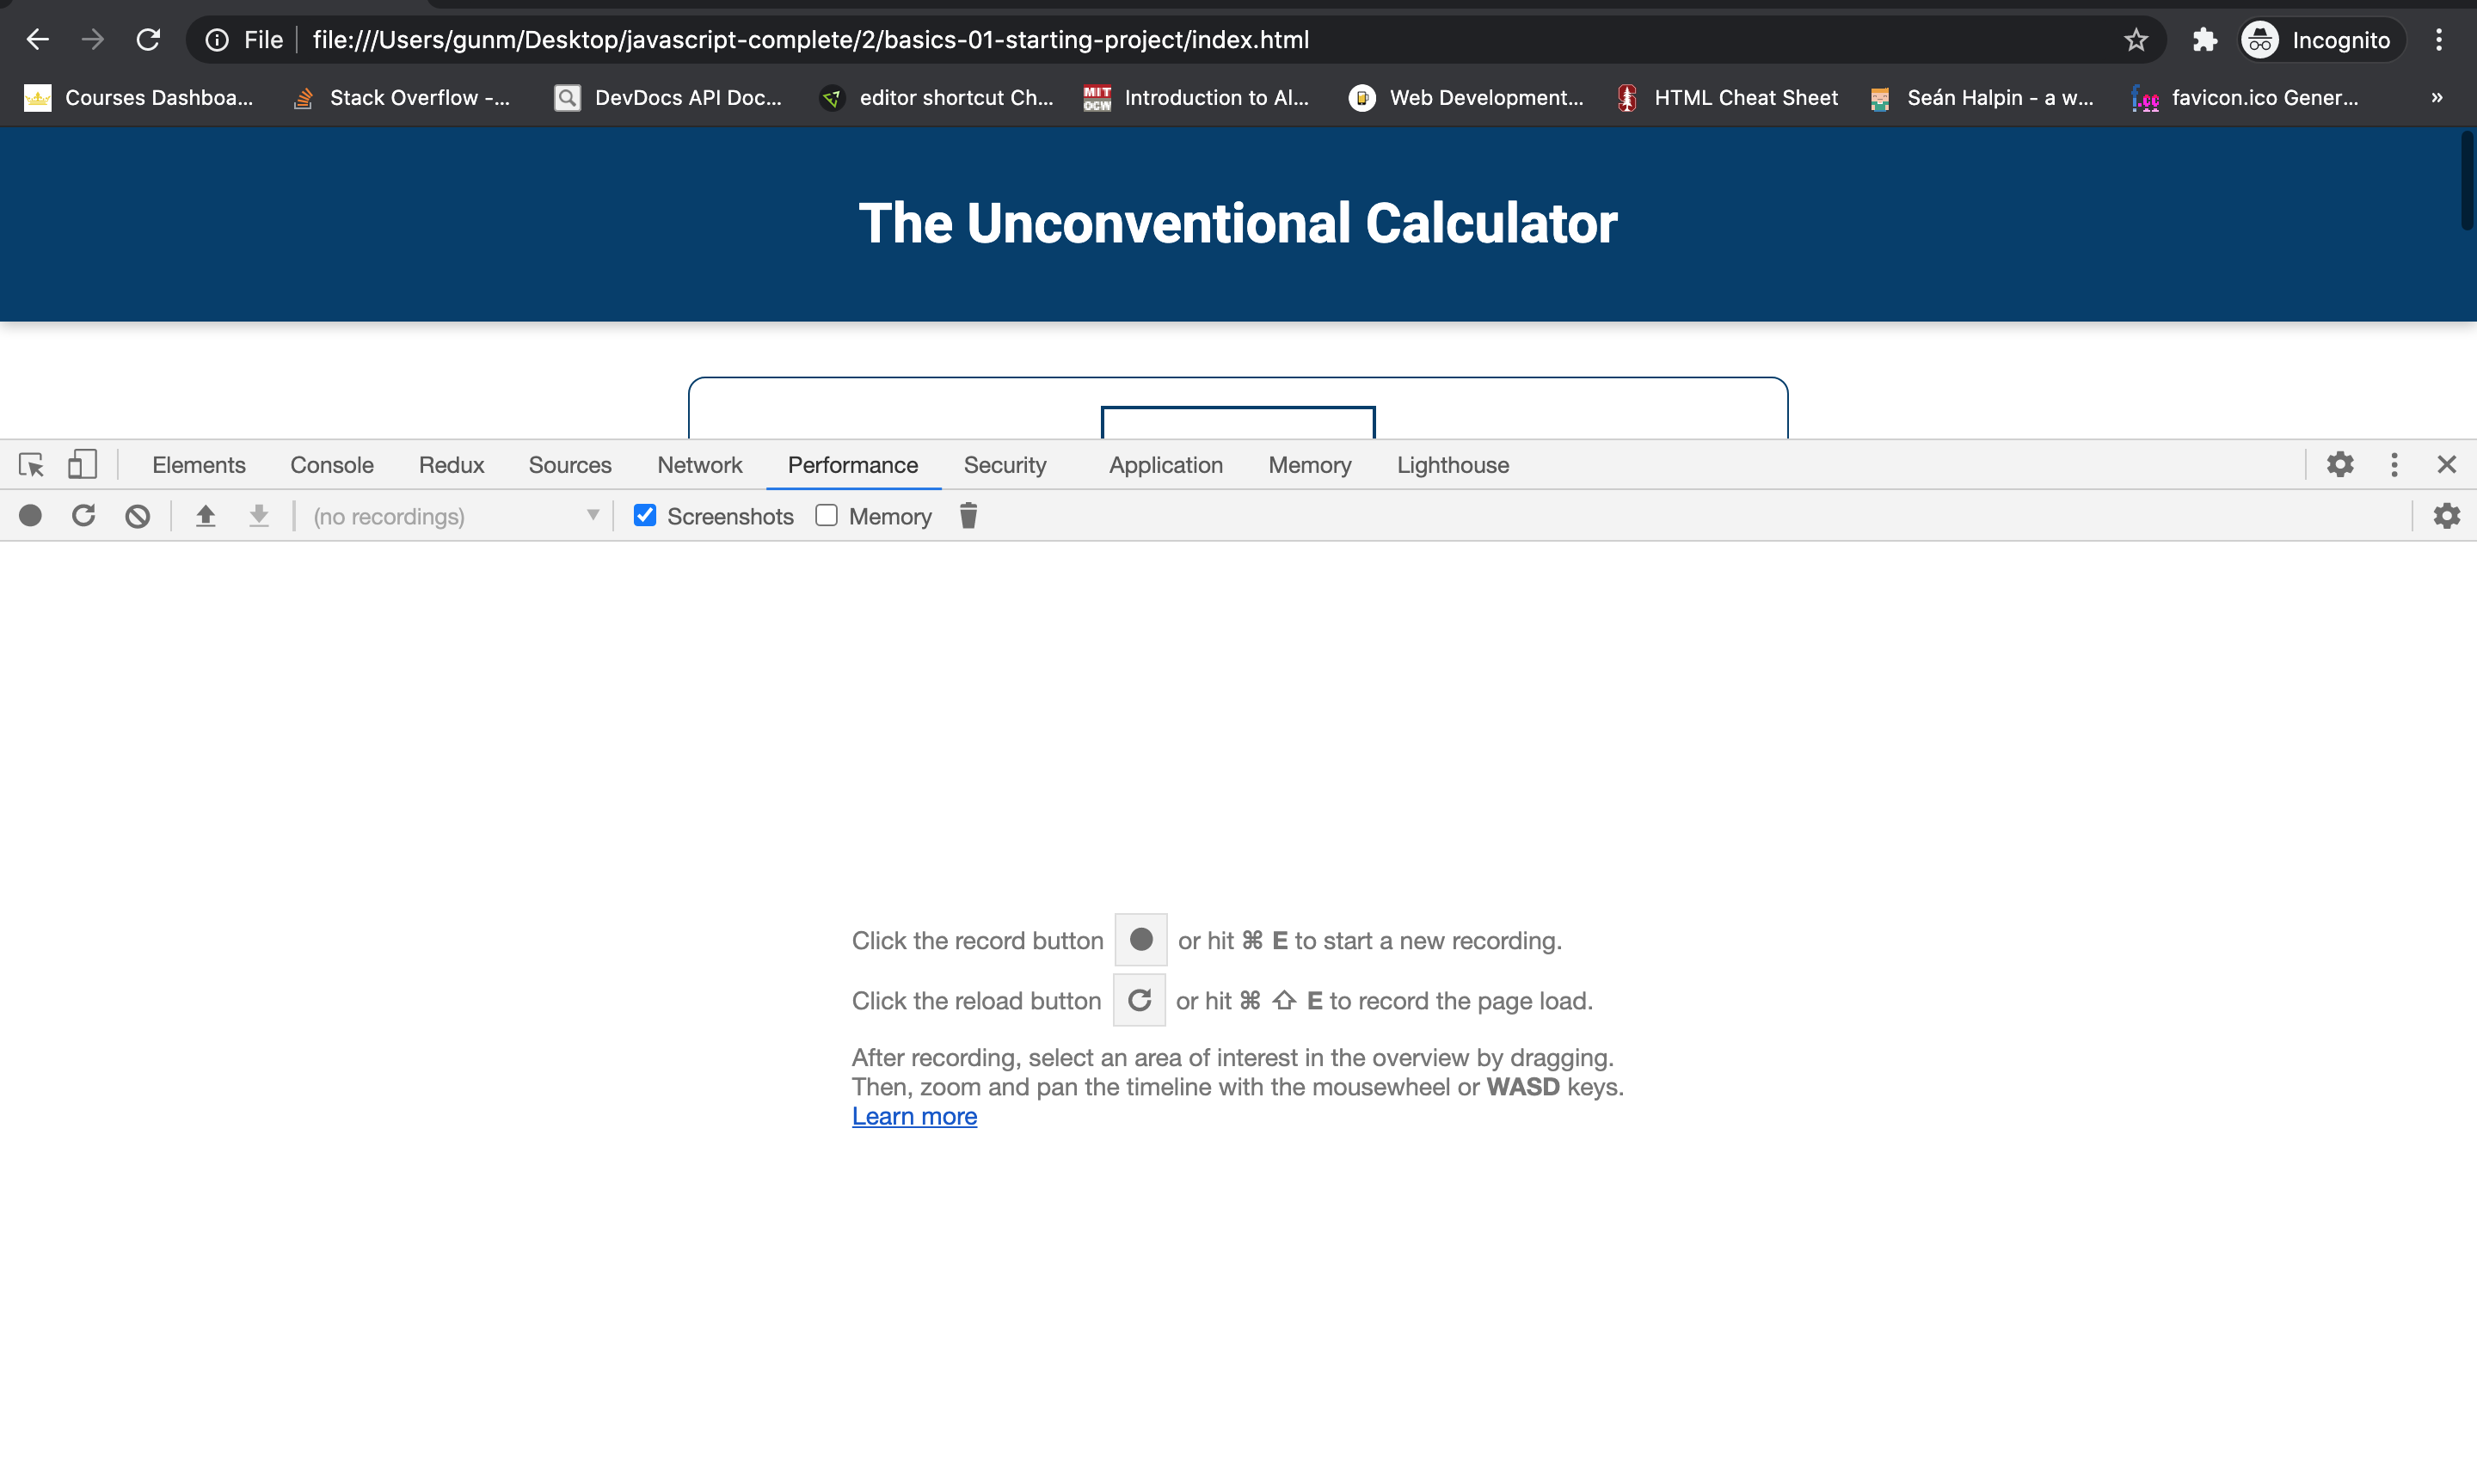 File file:///Users/gunm/Desktop/javascript-complete/2/basics-01-starting-project/index.html Incognito
Courses Dashboa... Stack Overflow -... DevDocs API Doc... editor shortcut Ch... MIT OCW Introduction to AI... Web Development... HTML Cheat Sheet Seán Halpin - a w... f.cc favicon.ico Gener... »
The Unconventional Calculator
Elements Console Redux Sources Network Performance Security Application Memory Lighthouse
(no recordings) Screenshots Memory
Click the record button or hit ⌘ E to start a new recording.
Click the reload button or hit ⌘ ⇧ E to record the page load.
After recording, select an area of interest in the overview by dragging.
Then, zoom and pan the timeline with the mousewheel or WASD keys.
Learn more